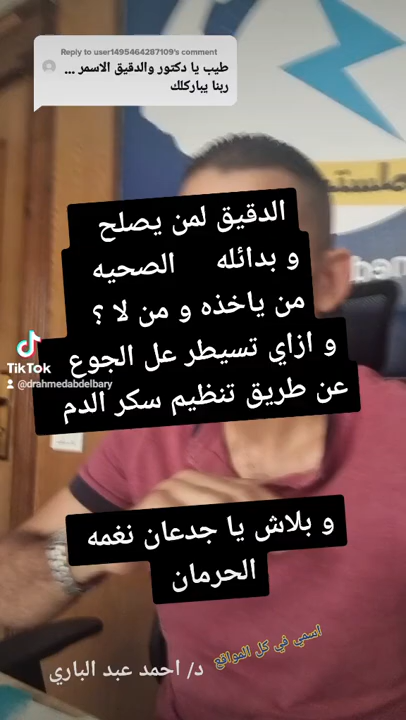 Reply to user1495464287109's comment
طيب يا دكتور والدقيق الاسمر ...
ربنا يباركلك
الدقيق لمن يصلح
و بدائله الصحيه
من ياخذه و من لا ؟
و ازاي تسيطر عل الجوع
عن طريق تنظيم سكر الدم
TikTok
@drahmedabdelbary
و بلاش يا جدعان نغمه
الحرمان
اسمي في كل المواقع
د/ احمد عبد الباري